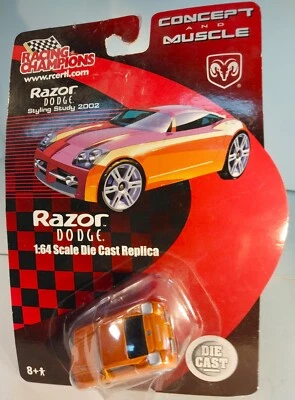 RACING
CHAMPIONS
www.rcertl.com
CONCEPT
AND
MUSCLE
Razor
DODGE
Styling Study 2002
Razor
DODGE
1:64 Scale Die Cast Replica
8+
DIE
CAST